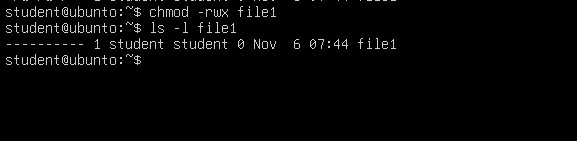 student@ubunto:~$ chmod -rwx file1
student@ubunto:~$ ls -l file1
---------- 1 student student 0 Nov  6 07:44 file1
student@ubunto:~$